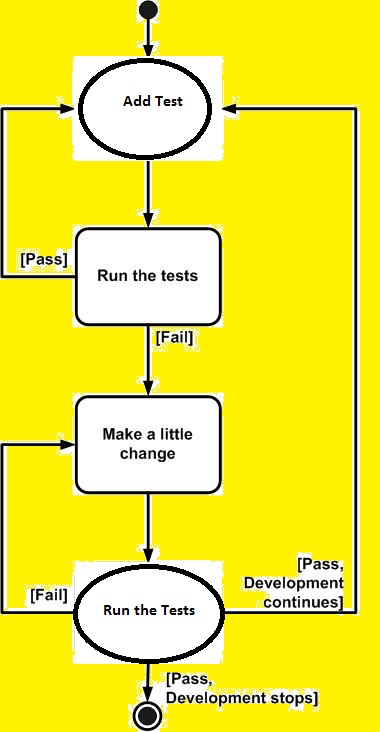 Add Test
[Pass]
Run the tests
[Fail]
Make a little
change
[Fail]
Run the Tests
[Pass,
Development
continues]
[Pass,
Development stops]